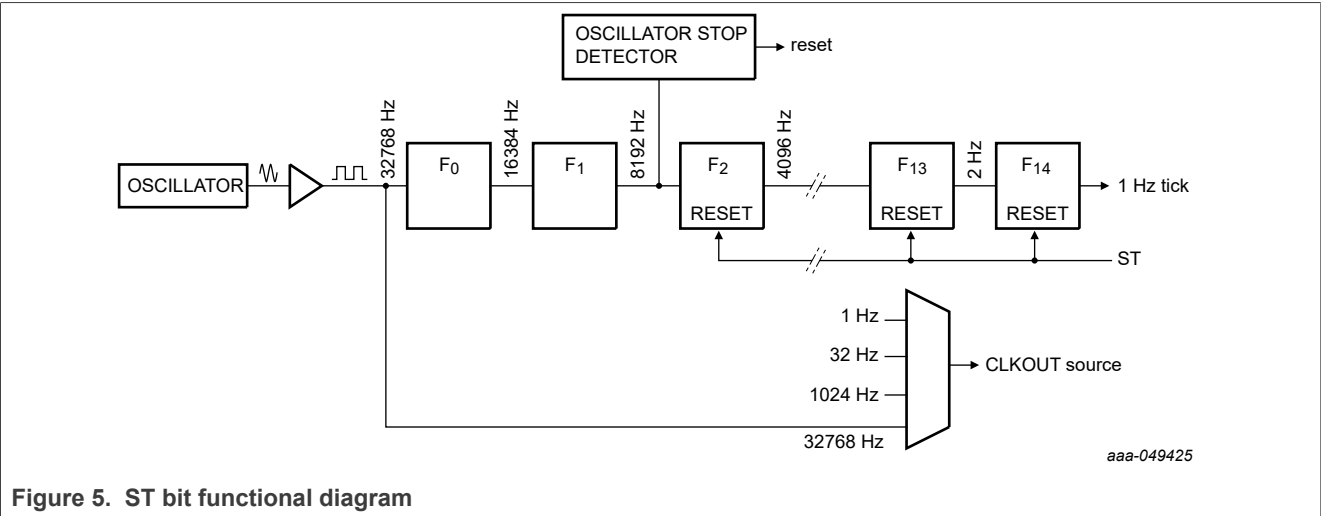 OSCILLATOR STOP
DETECTOR
reset
32768 Hz
16384 Hz
8192 Hz
4096 Hz
2 Hz
OSCILLATOR
F0
F1
F2
RESET
F13
RESET
F14
RESET
1 Hz tick
ST
1 Hz
32 Hz
1024 Hz
32768 Hz
CLKOUT source
aaa-049425
Figure 5. ST bit functional diagram